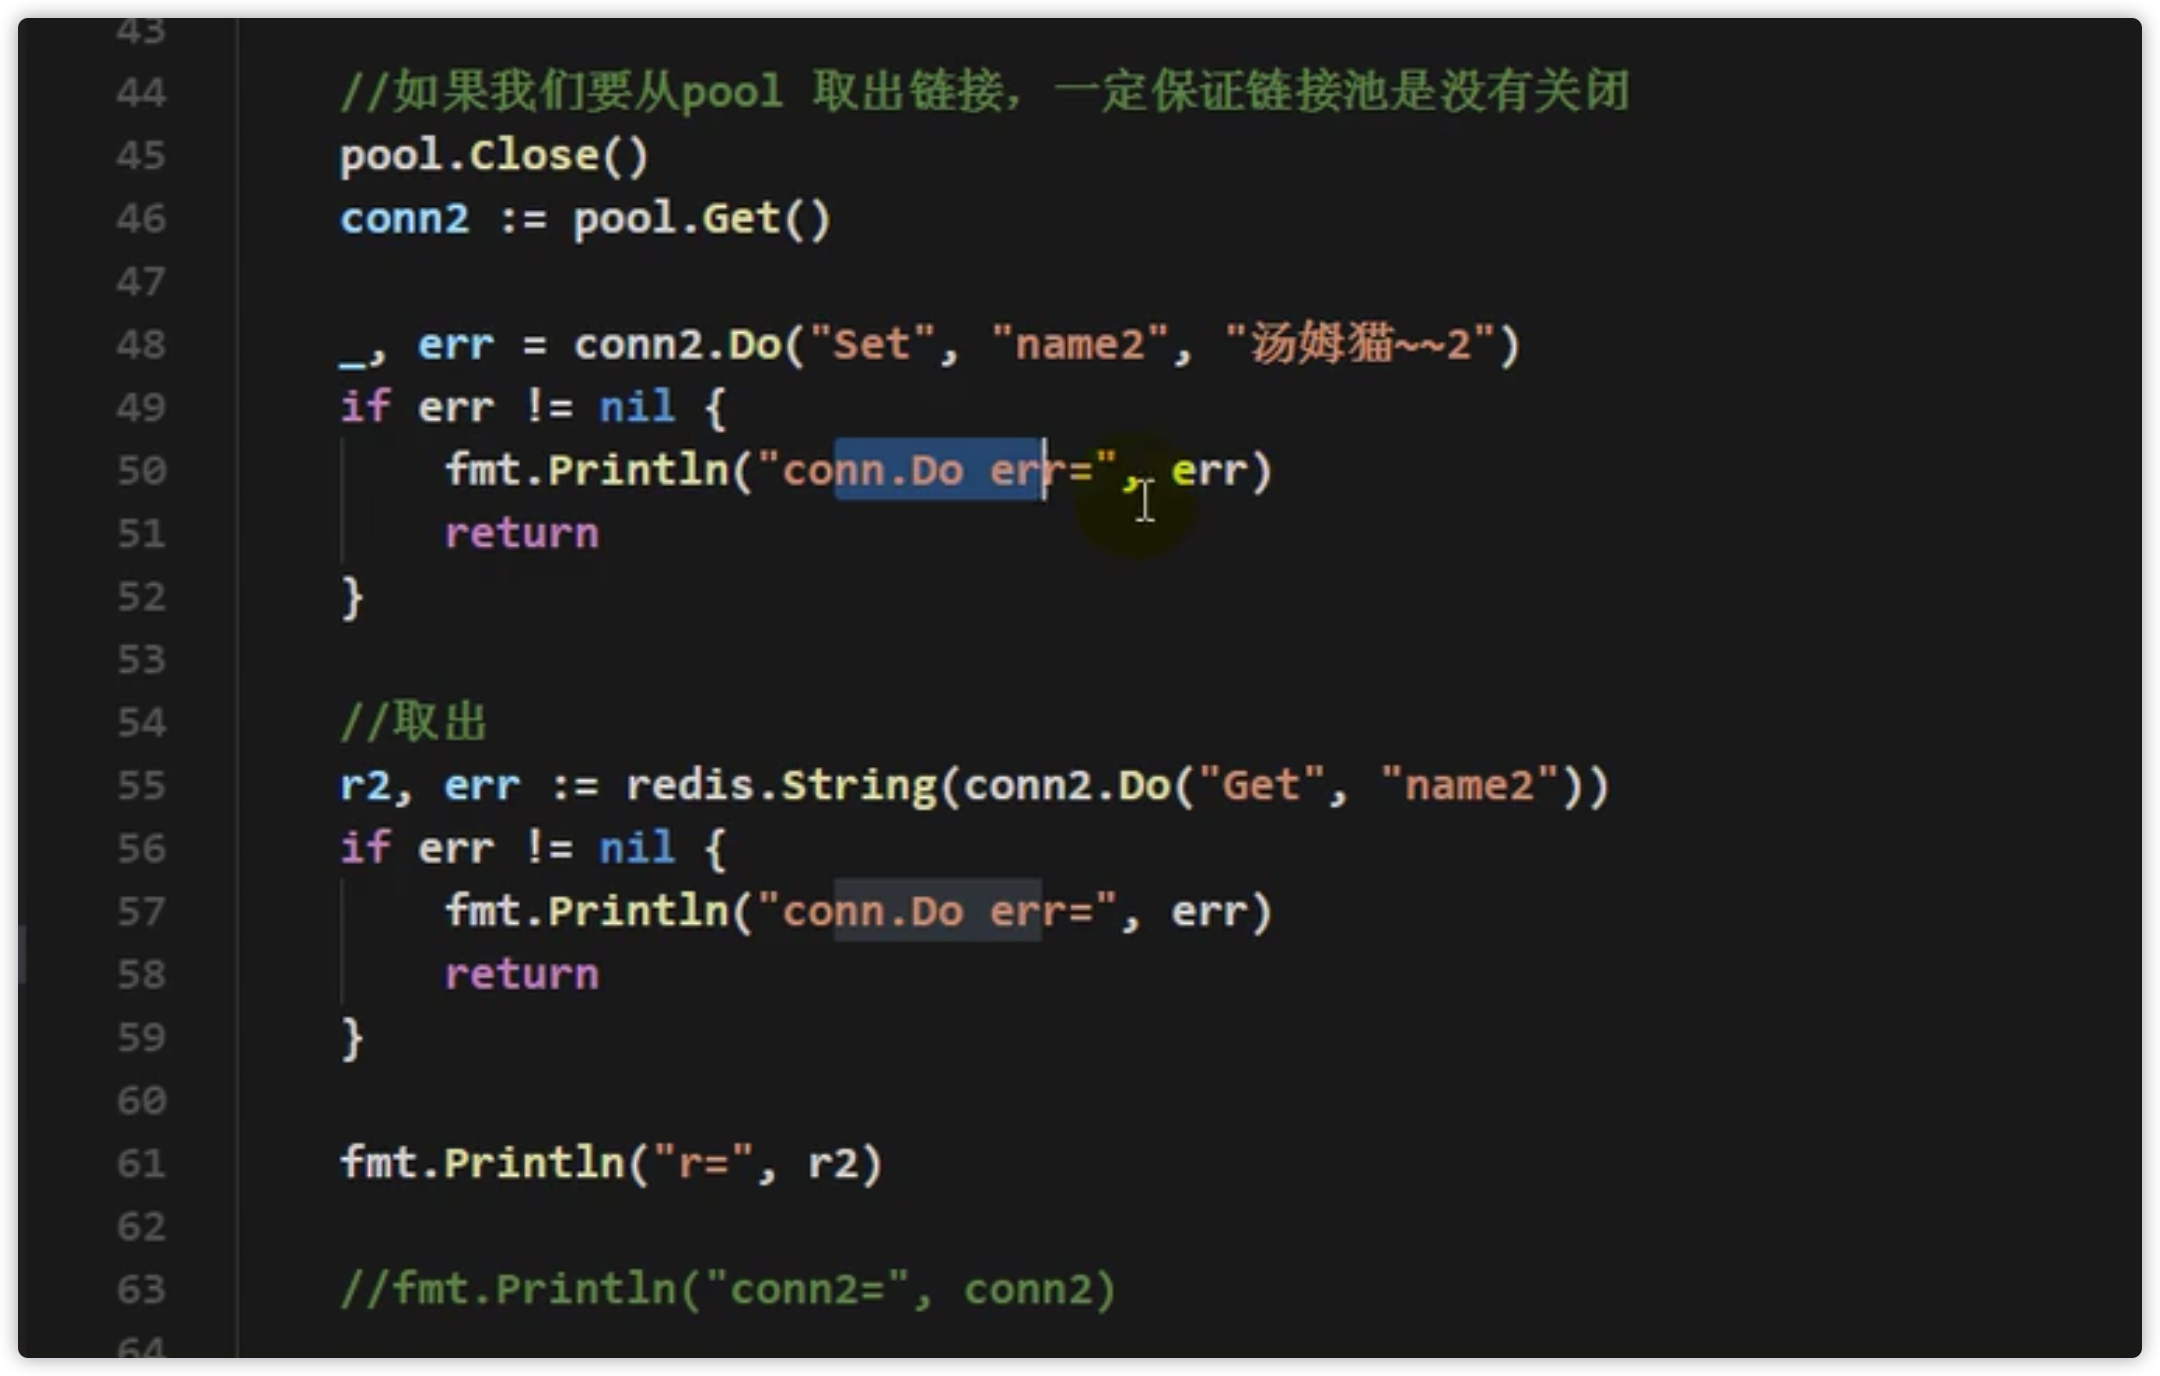 43
44 //如果我们要从pool 取出链接，一定保证链接池是没有关闭
45 pool.Close()
46 conn2 := pool.Get()
47
48 _, err = conn2.Do("Set", "name2", "汤姆猫~~2")
49 if err != nil {
50 fmt.Println("conn.Do err=", err)
51 return
52 }
53
54 //取出
55 r2, err := redis.String(conn2.Do("Get", "name2"))
56 if err != nil {
57 fmt.Println("conn.Do err=", err)
58 return
59 }
60
61 fmt.Println("r=", r2)
62
63 //fmt.Println("conn2=", conn2)
64